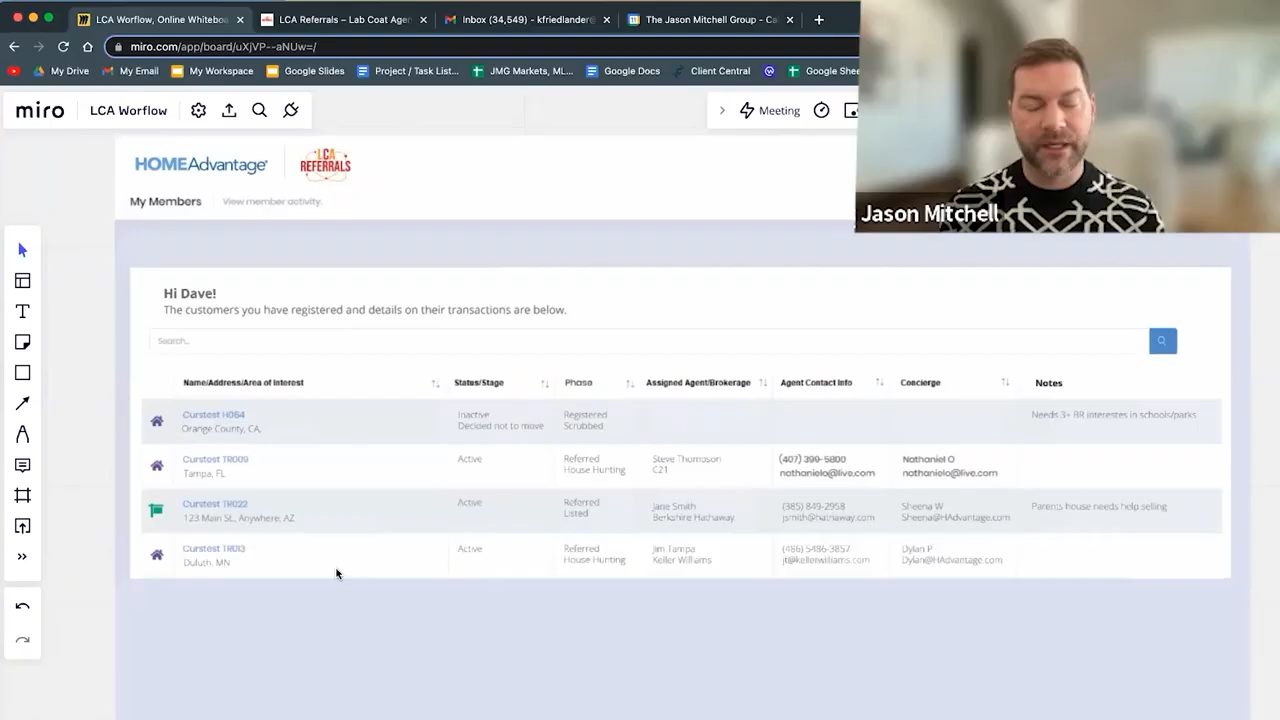 LCA Worflow, Online Whiteboa
LCA Referrals – Lab Coat Agen
Inbox (34,549) - kfriedlander@
The Jason Mitchell Group - Ca
miro.com/app/board/uXjVP--aNUw=/
My Drive
My Email
My Workspace
Google Slides
Project / Task List...
JMG Markets, ML...
Google Docs
Client Central
Google Shee
miro
LCA Worflow
Meeting
HOMEAdvantage
LCA
REFERRALS
My Members
View member activity.
Jason Mitchell
Hi Dave!
The customers you have registered and details on their transactions are below.
Search...
Name/Address/Area of Interest Status/Stage Phase Assigned Agent/Brokerage Agent Contact Info Concierge Notes
Curstest H064 Inactive Registered Needs 3+ BR interestes in schools/parks
Orange County, CA, Decided not to move Scrubbed
Curstest TR009 Active Referred Steve Thomason (407) 399-5800 Nathaniel O
Tampa, FL House Hunting C21 nathanielo@live.com nathanielo@live.com
Curstest TR022 Active Referred Jane Smith (385) 849-2958 Sheena W Parents house needs help selling
123 Main St., Anywhere, AZ Listed Berkshire Hathaway jsmith@hathaway.com Sheena@HAdvantage.com
Curstest TR013 Active Referred Jim Tampa (486) 5486-3857 Dylan P
Duluth, MN House Hunting Keller Williams jt@kellerwilliams.com Dylan@HAdvantage.com